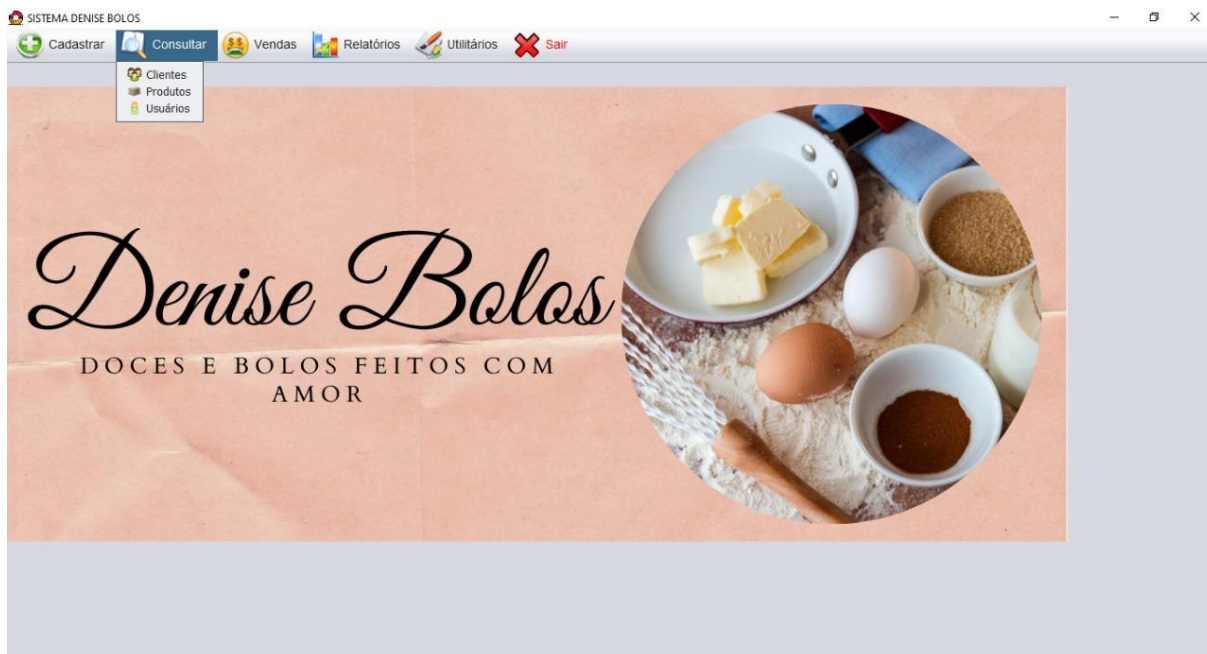 SISTEMA DENISE BOLOS
Cadastrar Consultar Vendas Relatórios Utilitários Sair
Clientes
Produtos
Usuários
Denise Bolos
DOCES E BOLOS FEITOS COM
AMOR